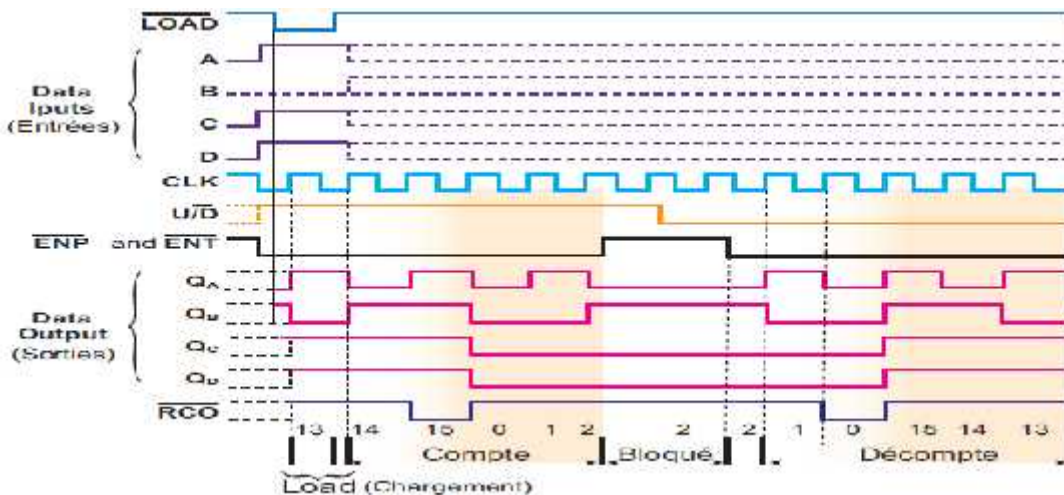 LOAD
A
Data
Iputs
(Entrées)
B
C
D
CLK
U/D
ENP and ENT
QA
Data
Output
(Sorties)
QB
QC
QD
RCO
13 14 15 0 1 2 2 2 1 0 15 14 13
Compte Bloqué Décompte
Load (Chargement)